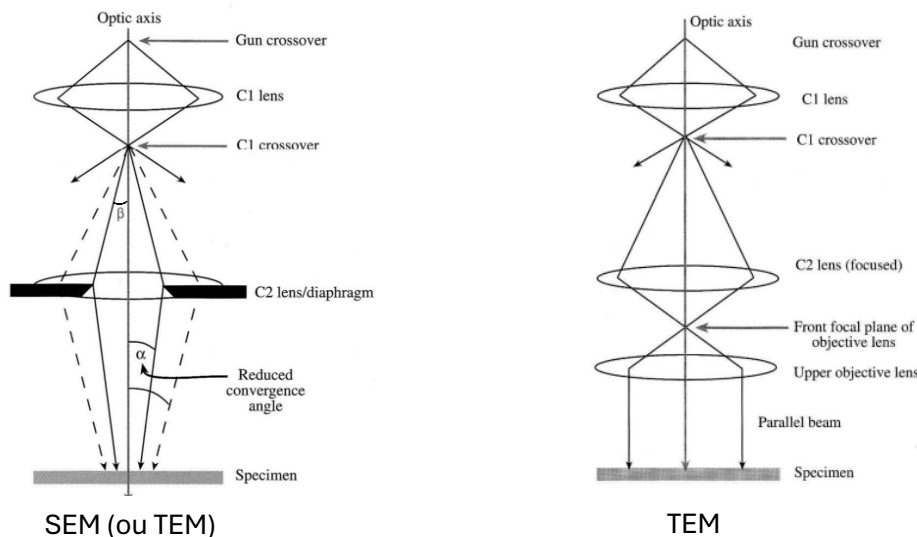 Optic axis
Gun crossover
C1 lens
C1 crossover
β
C2 lens/diaphragm
α
Reduced
convergence
angle
Specimen
SEM (ou TEM)
Optic axis
Gun crossover
C1 lens
C1 crossover
C2 lens (focused)
Front focal plane of
objective lens
Upper objective lens
Parallel beam
Specimen
TEM